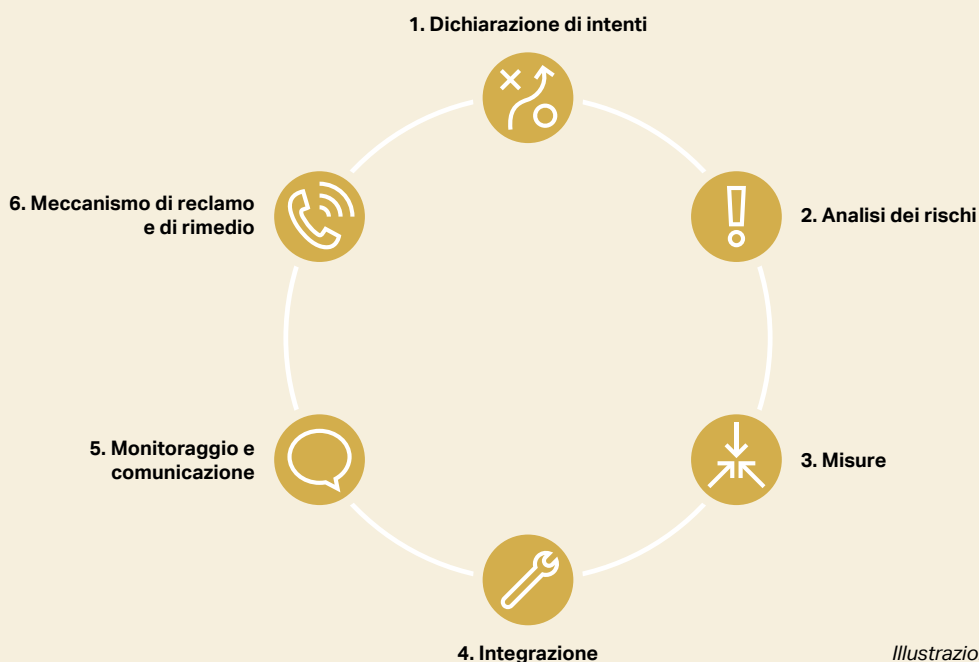 1. Dichiarazione di intenti
2. Analisi dei rischi
3. Misure
4. Integrazione
5. Monitoraggio e
comunicazione
6. Meccanismo di reclamo
e di rimedio